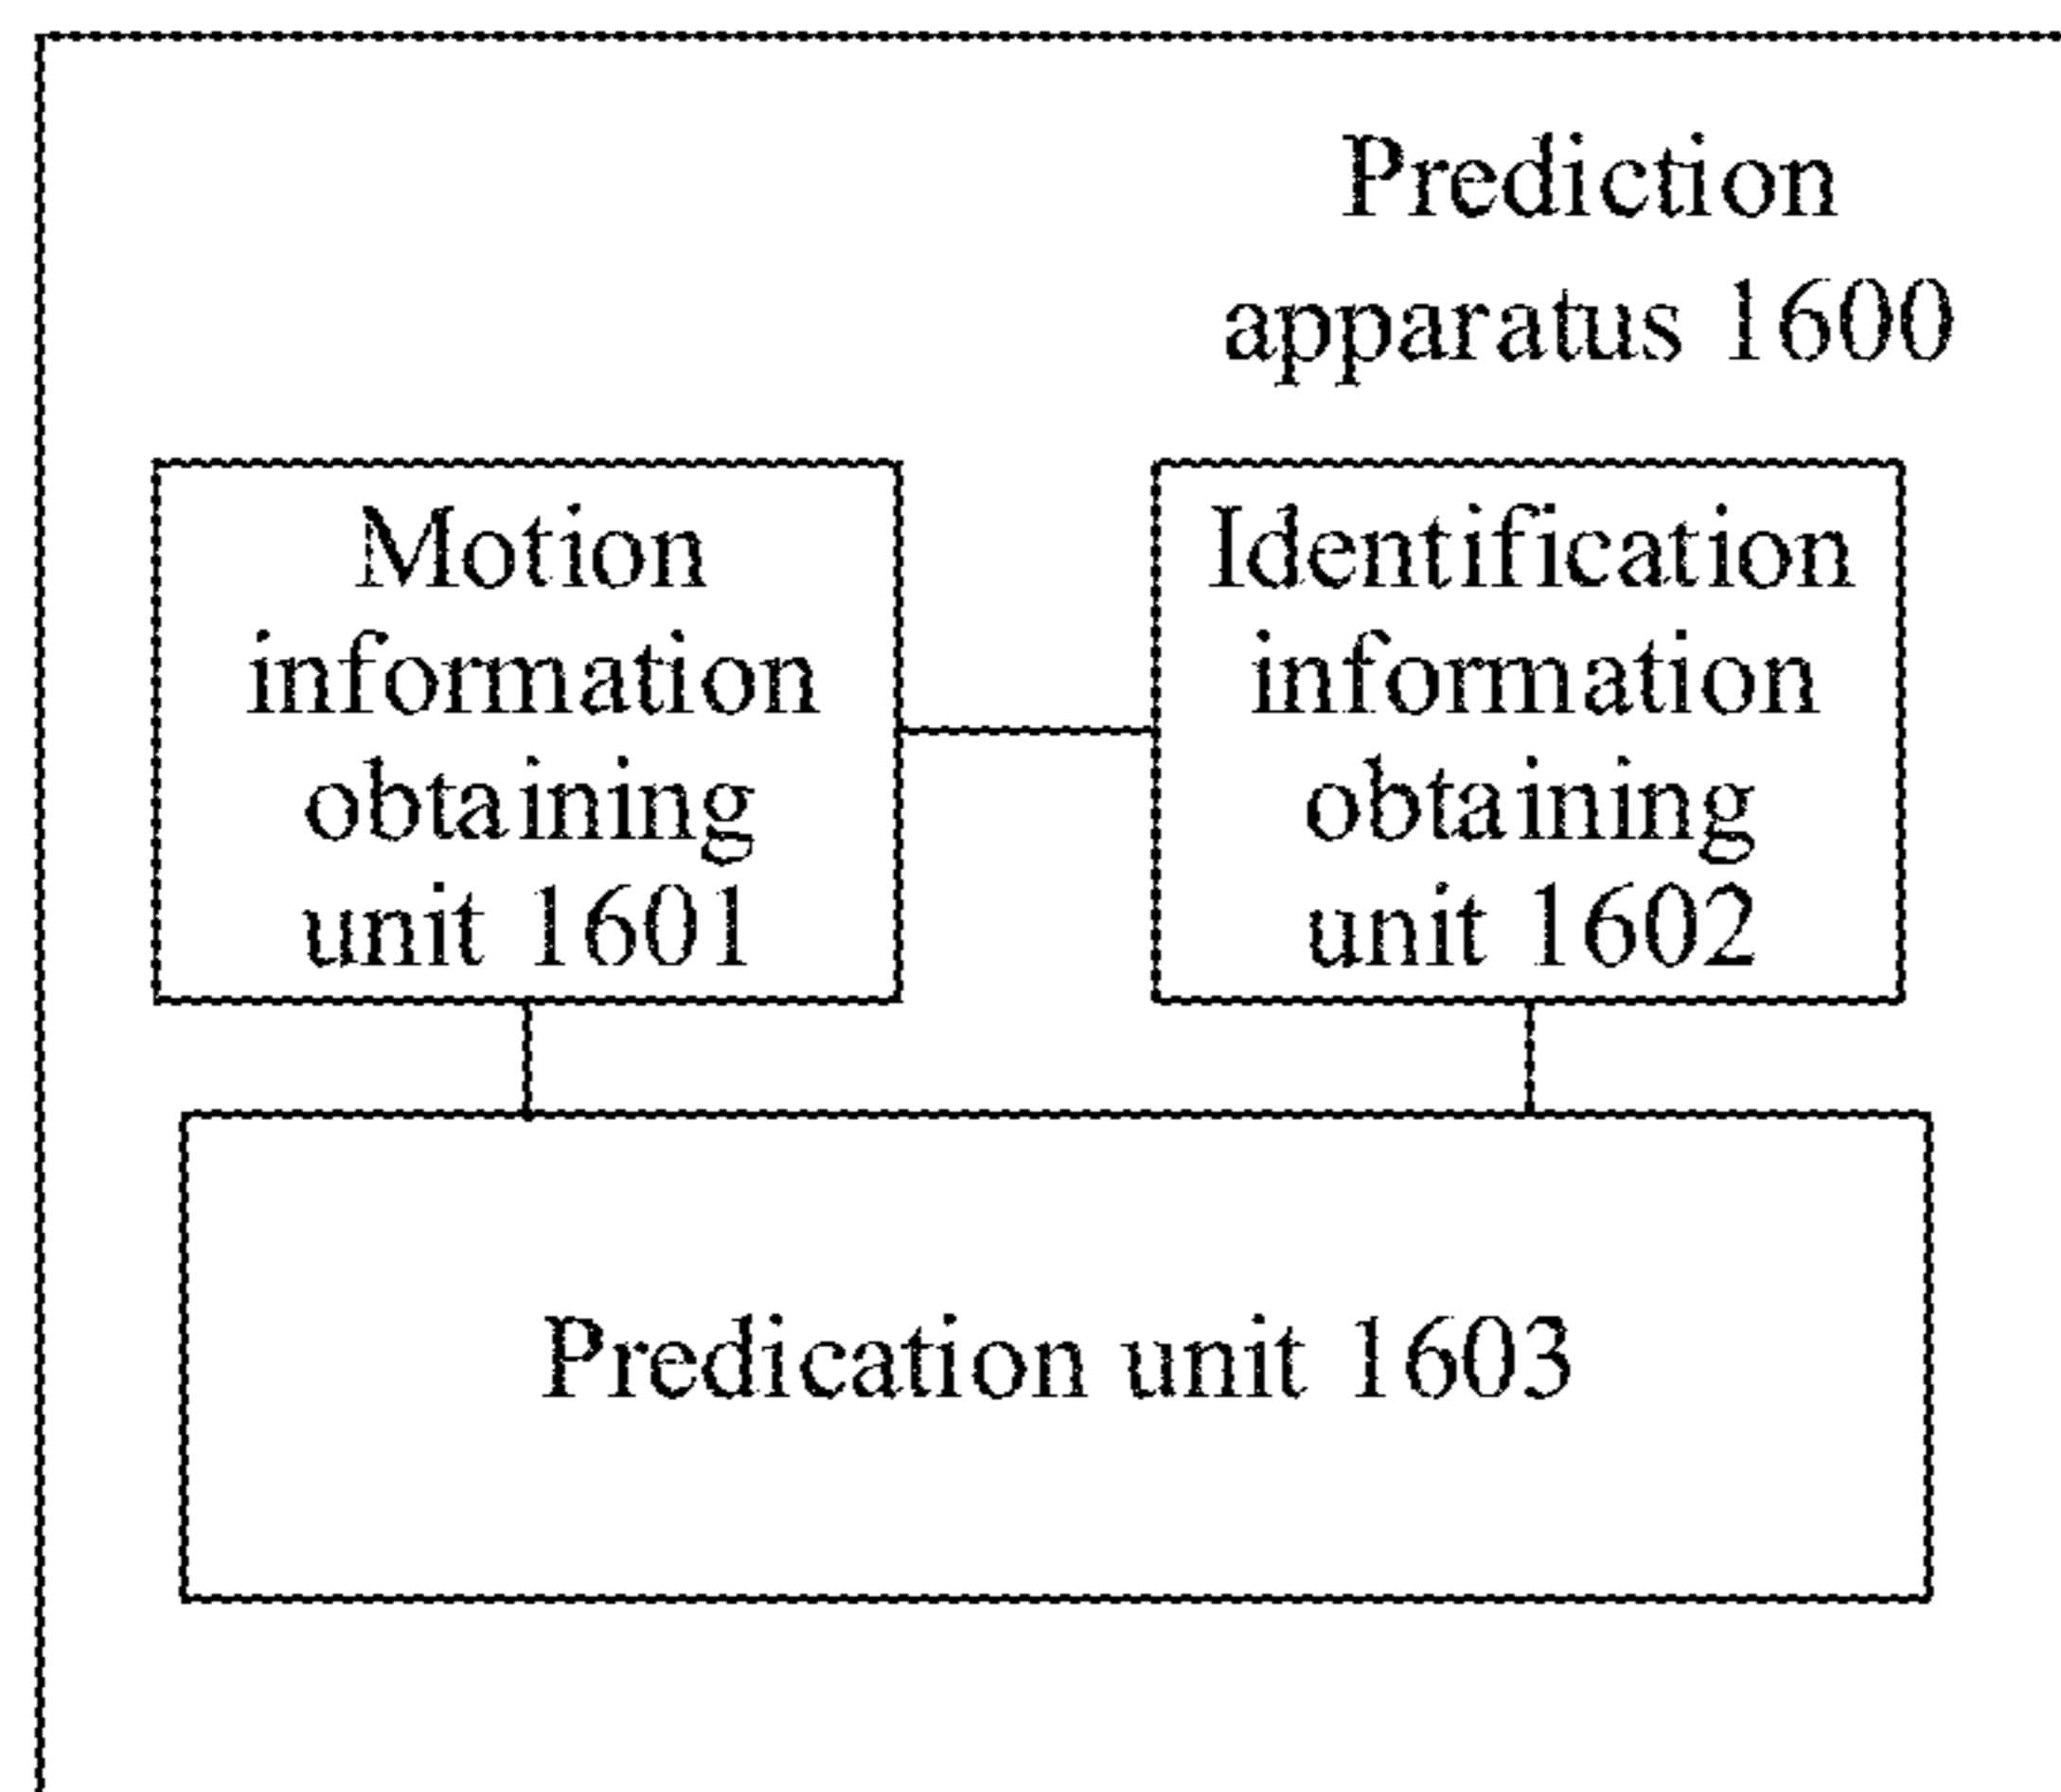 Prediction
apparatus 1600
Motion
information
obtaining
unit 1601
Identification
information
obtaining
unit 1602
Predication unit 1603